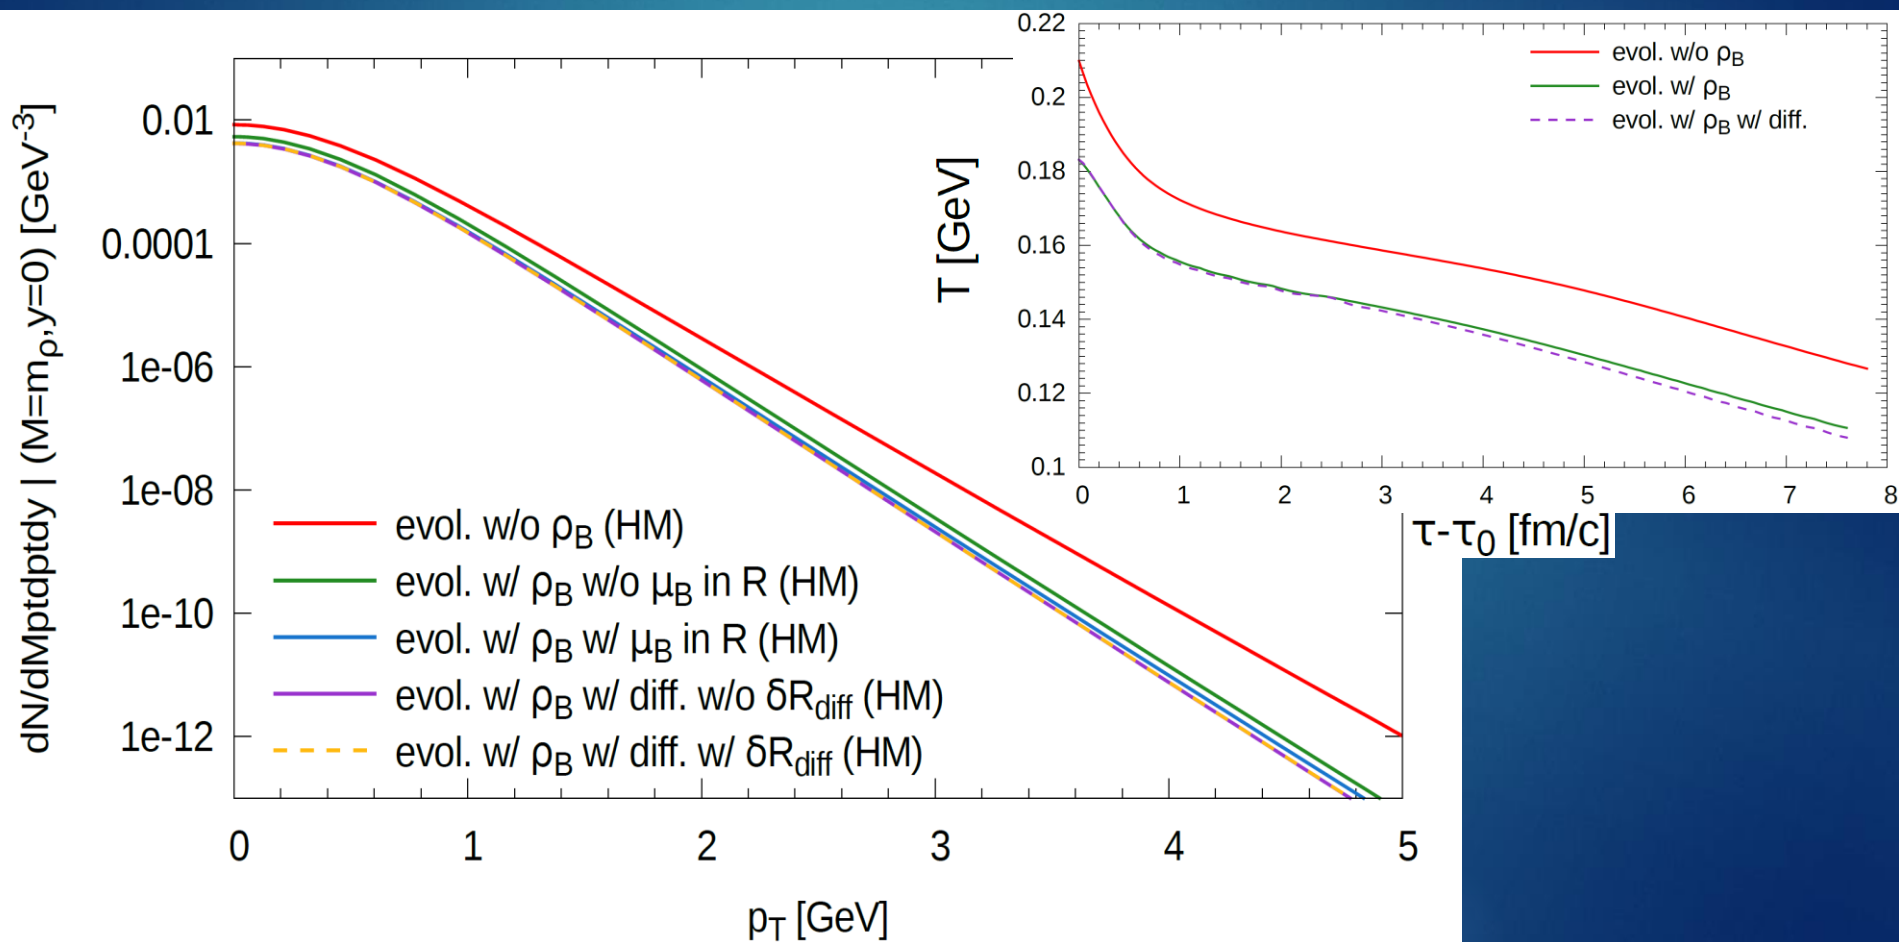 dN/dMptdptdy | (M=mρ,y=0) [GeV-3]
0.01
0.0001
1e-06
1e-08
1e-10
1e-12
evol. w/o ρB (HM)
evol. w/ ρB w/o μB in R (HM)
evol. w/ ρB w/ μB in R (HM)
evol. w/ ρB w/ diff. w/o δRdiff (HM)
evol. w/ ρB w/ diff. w/ δRdiff (HM)
0 1 2 3 4 5
pT [GeV]
T [GeV]
0.22
0.2
0.18
0.16
0.14
0.12
0.1
evol. w/o ρB
evol. w/ ρB
evol. w/ ρB w/ diff.
0 1 2 3 4 5 6 7 8
τ-τ0 [fm/c]